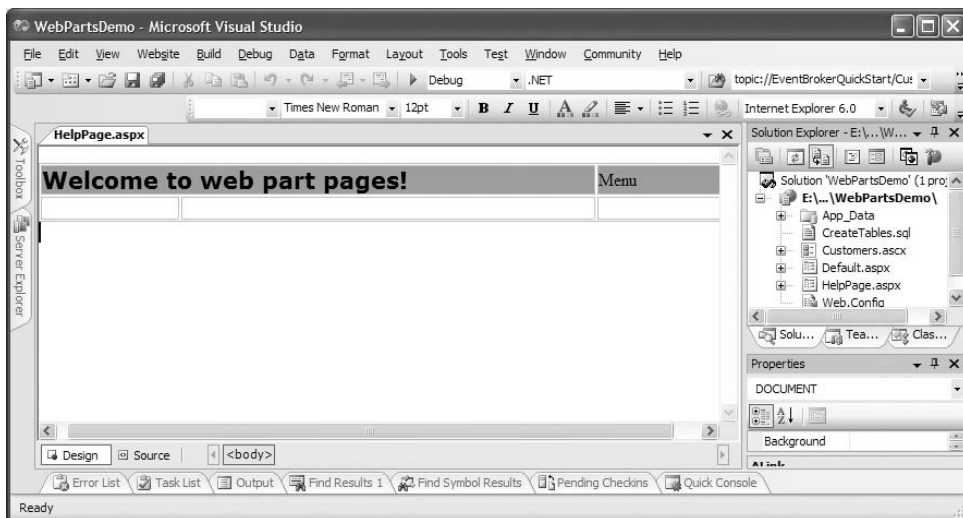 WebPartsDemo - Microsoft Visual Studio
File Edit View Website Build Debug Data Format Layout Tools Test Window Community Help
Debug .NET topic://EventBrokerQuickStart/Cu
Times New Roman 12pt B I U A Internet Explorer 6.0
Toolbox
Server Explorer
HelpPage.aspx
Welcome to web part pages! Menu
Design Source <body>
Solution Explorer - E:\...\W...
Solution 'WebPartsDemo' (1 proj
E:\...\WebPartsDemo\
App_Data
CreateTables.sql
Customers.ascx
Default.aspx
HelpPage.aspx
Web.Config
Solu... Tea... Clas...
Properties
DOCUMENT
A Z
Background
ALink
Error List Task List Output Find Results 1 Find Symbol Results Pending Checkins Quick Console
Ready